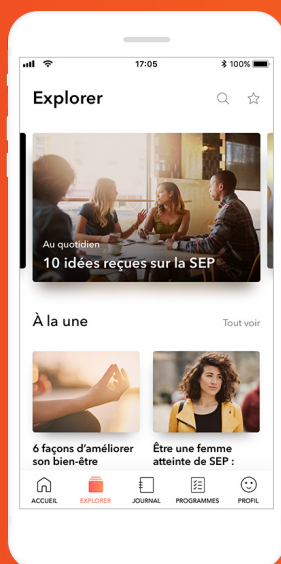 17:05
100%
Explorer
Au quotidien
10 idées reçues sur la SEP
À la une
Tout voir
6 façons d'améliorer
son bien-être
Être une femme
atteinte de SEP :
ACCUEIL
EXPLORER
JOURNAL
PROGRAMMES
PROFIL